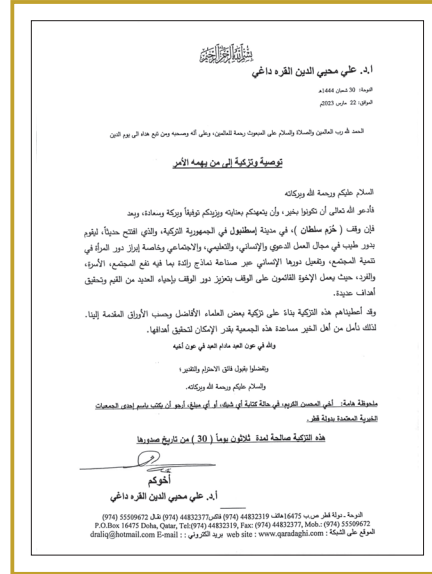 بسم الله الرحمن الرحيم
ا.د. علي محيي الدين القره داغي
الدوحة: 30 شعبان 1444هـ
الموافق: 22 مارس 2023م
الحمد لله رب العالمين والصلاة والسلام على المبعوث رحمة للعالمين، وعلى آله وصحبه ومن تبع هداه الى يوم الدين
توصية وتزكية إلى من يهمه الأمر
السلام عليكم ورحمة الله وبركاته
فأدعو الله تعالى أن تكونوا بخير، وأن يتعهدكم بعنايته ويزيدكم توفيقاً وبركة وسعادة، وبعد
فإن وقف ( خُرّم سلطان )، في مدينة إسطنبول في الجمهورية التركية، والذي افتتح حديثاً، ليقوم
بدور طيب في مجال العمل الدعوي والإنساني، والتعليمي، والاجتماعي وخاصة إبراز دور المرأة في
تنمية المجتمع، وتفعيل دورها الإنساني عبر صناعة نماذج رائدة بما فيه نفع المجتمع، الأسرة،
والفرد، حيث يعمل الإخوة القائمون على الوقف بتعزيز دور الوقف بإحياء العديد من القيم وتحقيق
أهداف عديدة.
وقد أعطيناهم هذه التزكية بناءً على تزكية بعض العلماء الأفاضل وحسب الأوراق المقدمة إلينا.
لذلك نأمل من أهل الخير مساعدة هذه الجمعية بقدر الإمكان لتحقيق أهدافها.
والله في عون العبد مادام العبد في عون أخيه
وتفضلوا بقبول فائق الاحترام والتقدير ؛
والسلام عليكم ورحمة الله وبركاته.
ملحوظة هامة: أخي المحسن الكريم، في حالة كتابة أي شيك، أو أي مبلغ، أرجو أن يكتب باسم إحدى الجمعيات
الخيرية المعتمدة بدولة قطر .
هذه التزكية صالحة لمدة ثلاثون يوماً ( 30 ) من تاريخ صدورها
أخوكم
أ.د. علي محيي الدين القره داغي
الدوحة ـ دولة قطر ص.ب 16475هاتف 44832319 (974) فاكس44832377 (974) نقال 55509672 (974)
P.O.Box 16475 Doha, Qatar, Tel:(974) 44832319, Fax: (974) 44832377, Mob.: (974) 55509672
الموقع على الشبكة : web site : www.qaradaghi.com بريد الكتروني : : draliq@hotmail.com E-mail